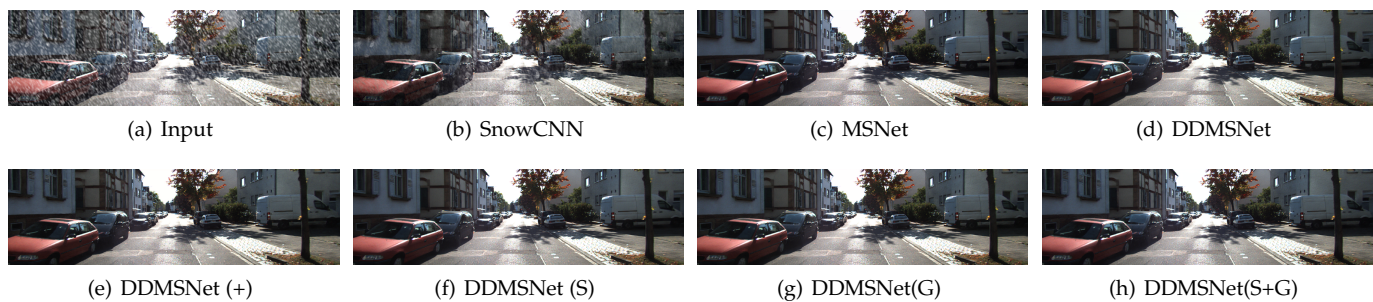 (a) Input
(b) SnowCNN
(c) MSNet
(d) DDMSNet
(e) DDMSNet (+)
(f) DDMSNet (S)
(g) DDMSNet(G)
(h) DDMSNet(S+G)